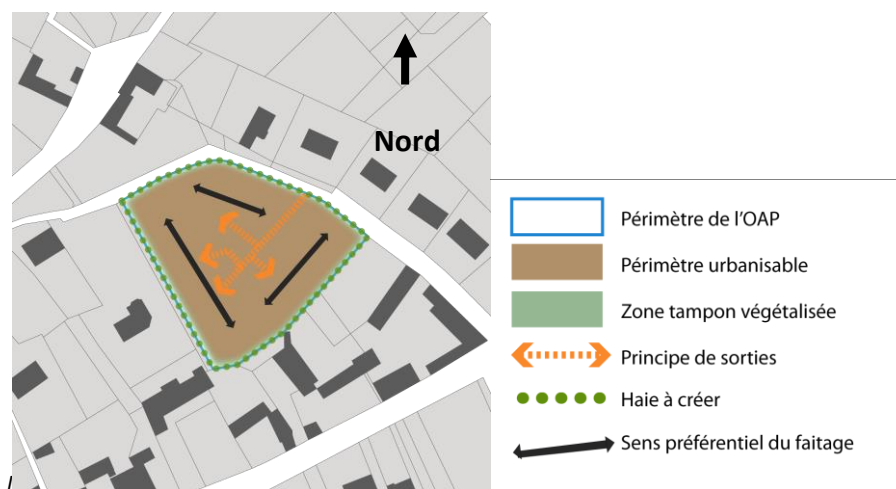 Nord
Périmètre de l'OAP
Périmètre urbanisable
Zone tampon végétalisée
Principe de sorties
Haie à créer
Sens préférentiel du faitage
l